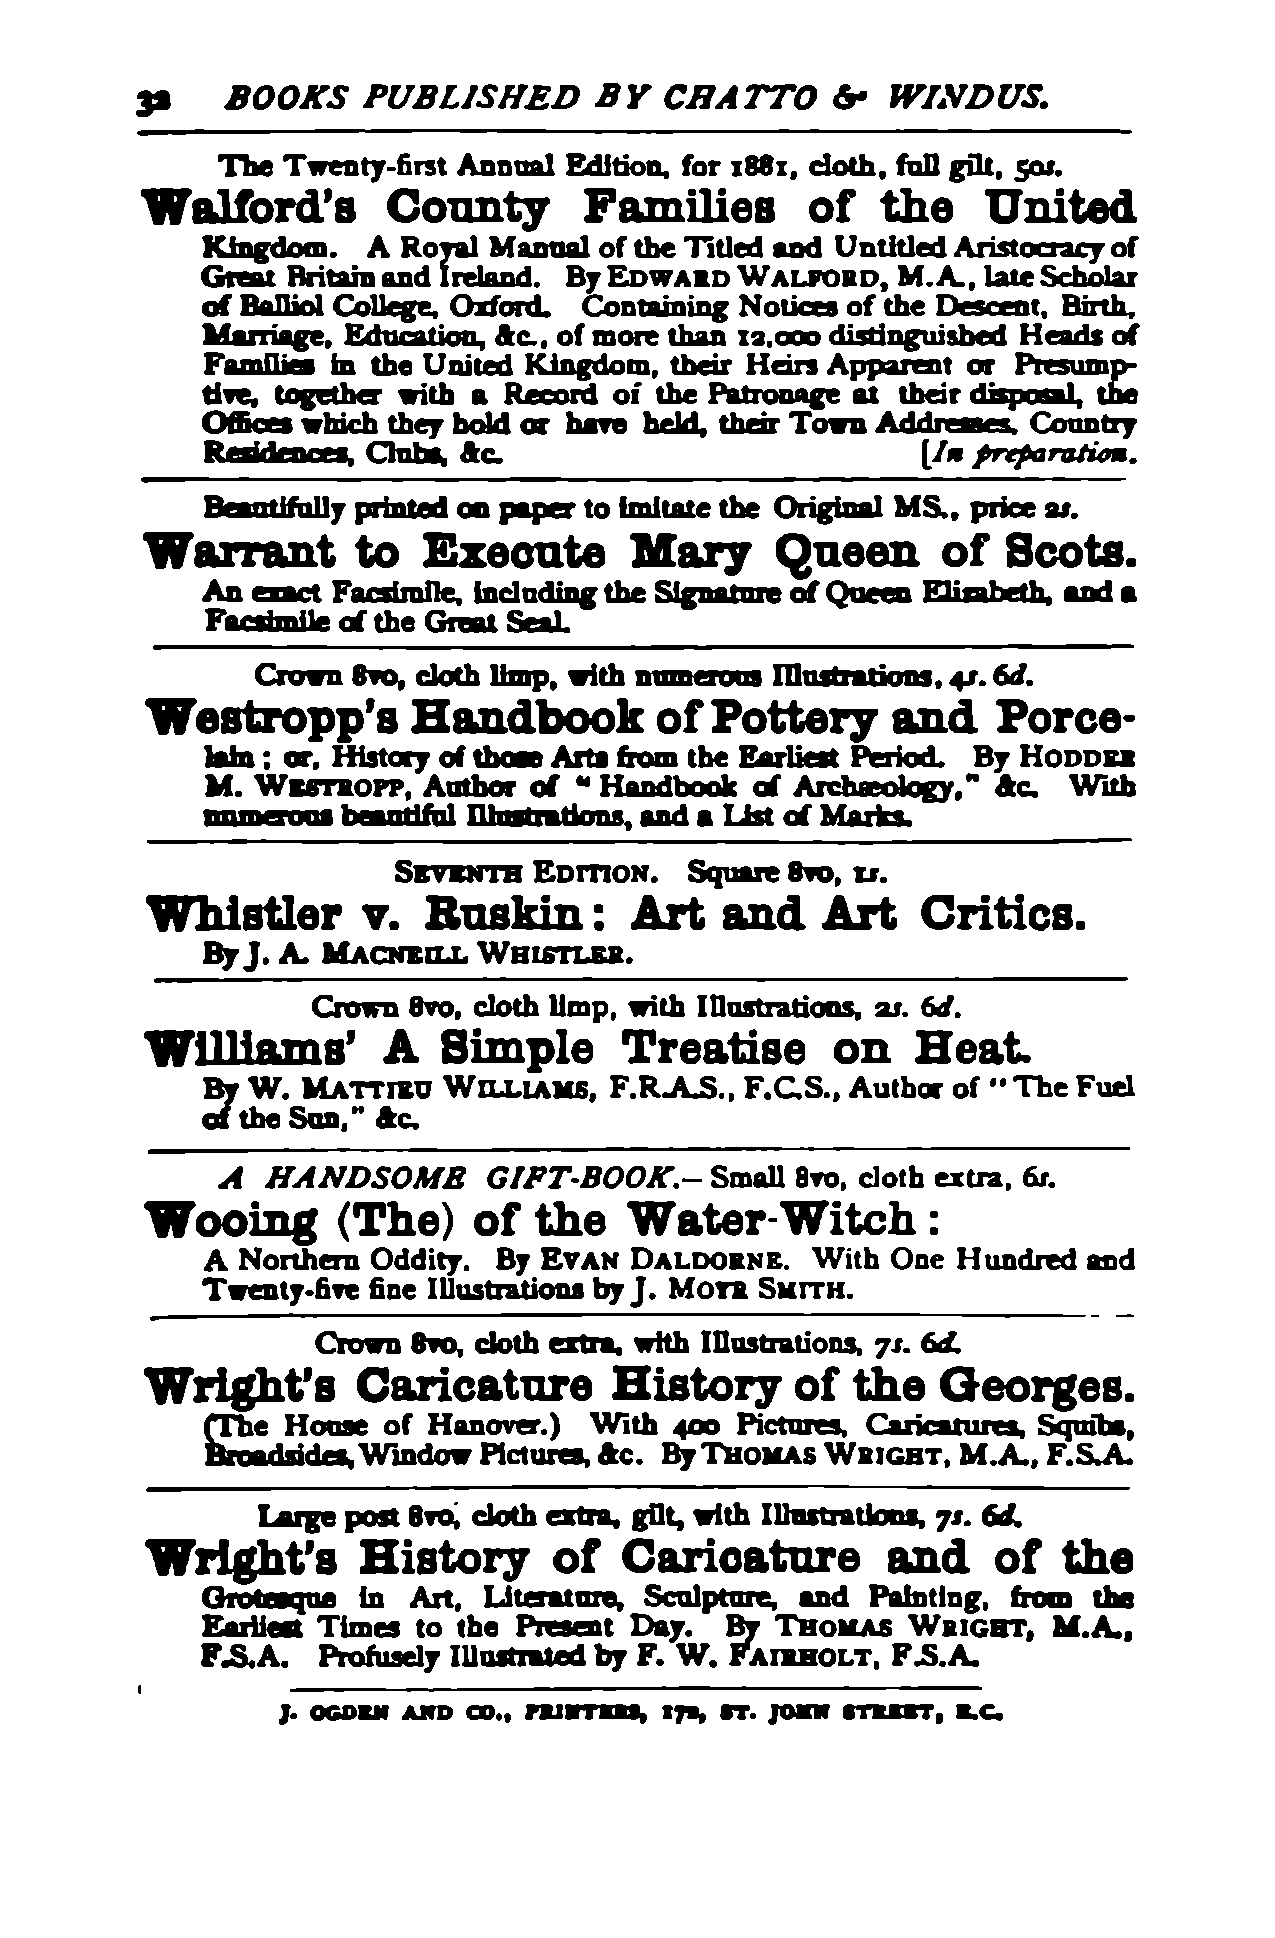 32 BOOKS PUBLISHED BY CHATTO & WINDUS.
The Twenty-first Annual Edition, for 1881, cloth, full gilt, 50s.
Walford's County Families of the United
Kingdom. A Royal Manual of the Titled and Untitled Aristocracy of
Great Britain and Ireland. By EDWARD WALFORD, M.A., late Scholar
of Balliol College, Oxford. Containing Notices of the Descent, Birth,
Marriage, Education, &c., of more than 12,000 distinguished Heads of
Families in the United Kingdom, their Heirs Apparent or Presump-
tive, together with a Record of the Patronage at their disposal, the
Offices which they hold or have held, their Town Addresses, Country
Residences, Clubs, &c. [In preparation.
Beautifully printed on paper to imitate the Original MS., price 2s.
Warrant to Execute Mary Queen of Scots.
An exact Facsimile, including the Signature of Queen Elizabeth, and a
Facsimile of the Great Seal.
Crown 8vo, cloth limp, with numerous Illustrations, 4s. 6d.
Westropp's Handbook of Pottery and Porce-
lain; or, History of those Arts from the Earliest Period. By HODDER
M. WESTROPP, Author of "Handbook of Archæology," &c. With
numerous beautiful Illustrations, and a List of Marks.
SEVENTH EDITION. Square 8vo, 1s.
Whistler v. Ruskin: Art and Art Critics.
By J. A. MACNEILL WHISTLER.
Crown 8vo, cloth limp, with Illustrations, 2s. 6d.
Williams' A Simple Treatise on Heat.
By W. MATTIEU WILLIAMS, F.R.A.S., F.C.S., Author of "The Fuel
of the Sun," &c.
A HANDSOME GIFT-BOOK.—Small 8vo, cloth extra, 6s.
Wooing (The) of the Water-Witch:
A Northern Oddity. By EVAN DALDORNE. With One Hundred and
Twenty-five fine Illustrations by J. MOYR SMITH.
Crown 8vo, cloth extra, with Illustrations, 7s. 6d.
Wright's Caricature History of the Georges.
(The House of Hanover.) With 400 Pictures, Caricatures, Squibs,
Broadsides, Window Pictures, &c. By THOMAS WRIGHT, M.A., F.S.A.
Large post 8vo, cloth extra, gilt, with Illustrations, 7s. 6d.
Wright's History of Caricature and of the
Grotesque in Art, Literature, Sculpture, and Painting, from the
Earliest Times to the Present Day. By THOMAS WRIGHT, M.A.,
F.S.A. Profusely Illustrated by F. W. FAIRHOLT, F.S.A.
J. OGDEN AND CO., PRINTERS, 172, ST. JOHN STREET, E.C.